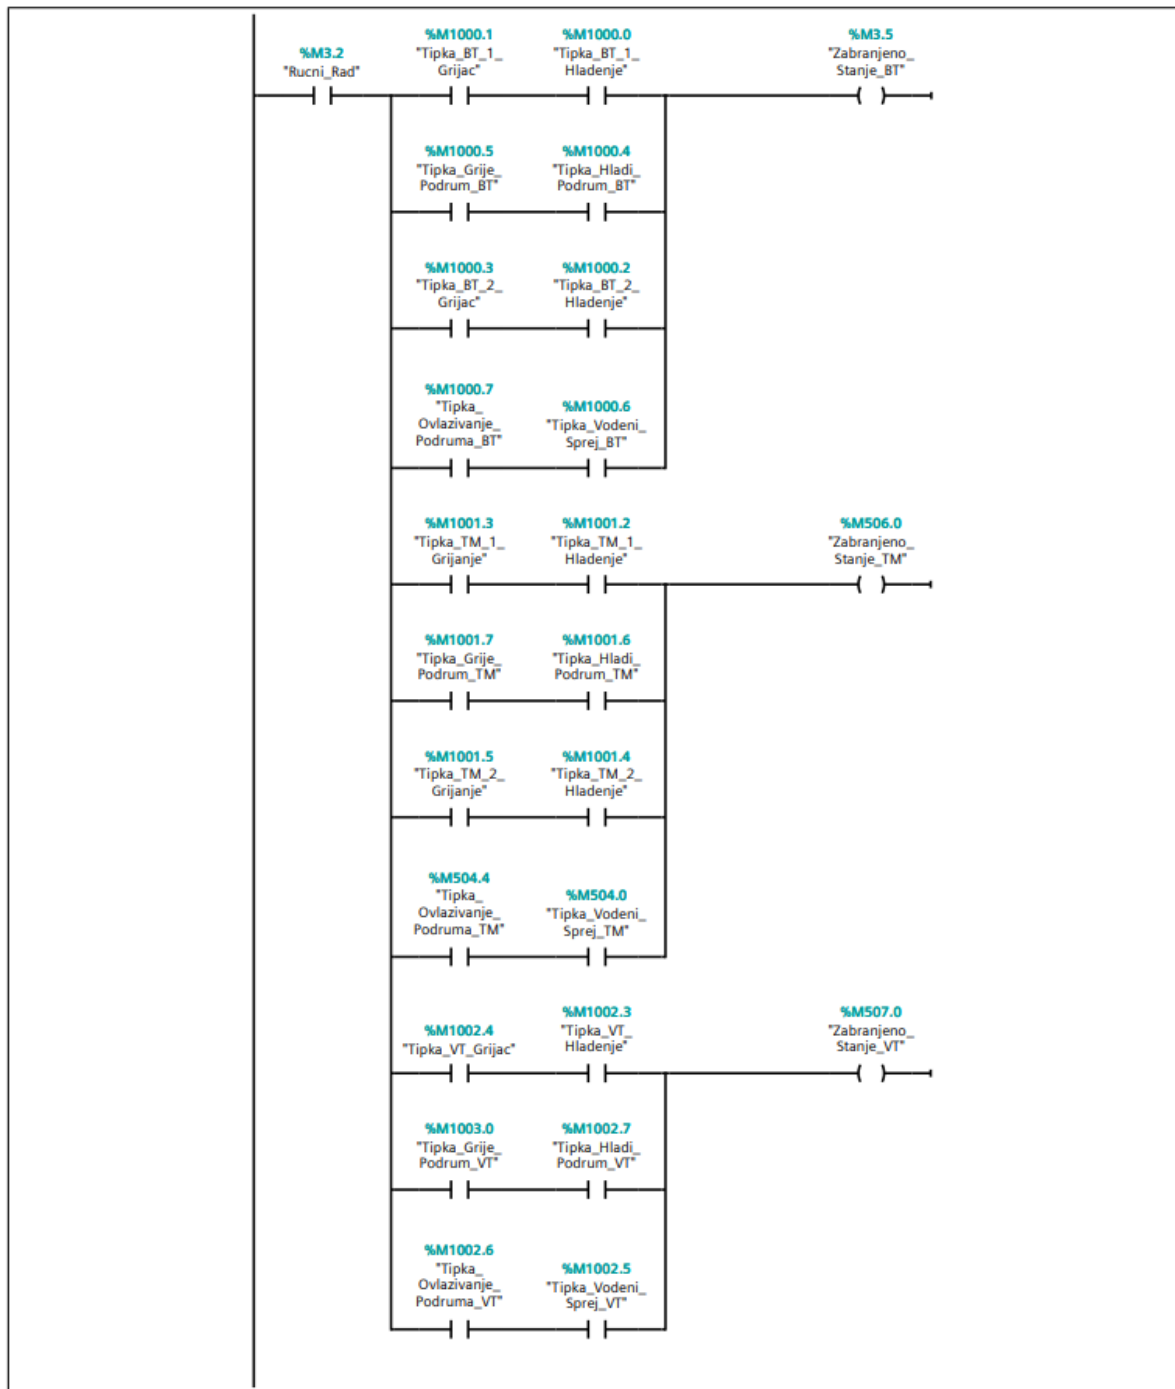 %M3.2
"Rucni_Rad"
%M1000.1
"Tipka_BT_1_
Grijac"
%M1000.0
"Tipka_BT_1_
Hladenje"
%M3.5
"Zabranjeno_
Stanje_BT"
%M1000.5
"Tipka_Grije_
Podrum_BT"
%M1000.4
"Tipka_Hladi_
Podrum_BT"
%M1000.3
"Tipka_BT_2_
Grijac"
%M1000.2
"Tipka_BT_2_
Hladenje"
%M1000.7
"Tipka_
Ovlazivanje_
Podruma_BT"
%M1000.6
"Tipka_Vodeni_
Sprej_BT"
%M1001.3
"Tipka_TM_1_
Grijanje"
%M1001.2
"Tipka_TM_1_
Hladenje"
%M506.0
"Zabranjeno_
Stanje_TM"
%M1001.7
"Tipka_Grije_
Podrum_TM"
%M1001.6
"Tipka_Hladi_
Podrum_TM"
%M1001.5
"Tipka_TM_2_
Grijanje"
%M1001.4
"Tipka_TM_2_
Hladenje"
%M504.4
"Tipka_
Ovlazivanje_
Podruma_TM"
%M504.0
"Tipka_Vodeni_
Sprej_TM"
%M1002.4
"Tipka_VT_Grijac"
%M1002.3
"Tipka_VT_
Hladenje"
%M507.0
"Zabranjeno_
Stanje_VT"
%M1003.0
"Tipka_Grije_
Podrum_VT"
%M1002.7
"Tipka_Hladi_
Podrum_VT"
%M1002.6
"Tipka_
Ovlazivanje_
Podruma_VT"
%M1002.5
"Tipka_Vodeni_
Sprej_VT"